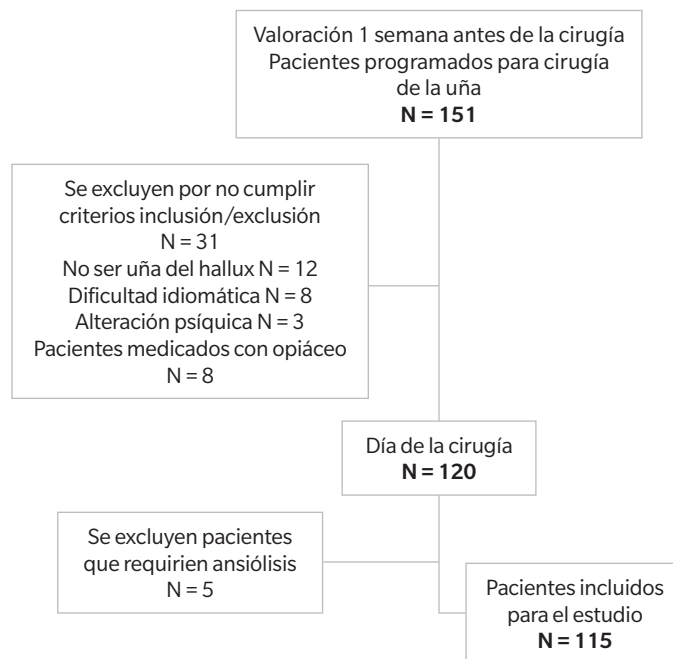 Valoración 1 semana antes de la cirugía
Pacientes programados para cirugía
de la uña
N = 151
Se excluyen por no cumplir
criterios inclusión/exclusión
N = 31
No ser uña del hallux N = 12
Dificultad idiomática N = 8
Alteración psíquica N = 3
Pacientes medicados con opiáceo
N = 8
Día de la cirugía
N = 120
Se excluyen pacientes
que requirien ansiólisis
N = 5
Pacientes incluidos
para el estudio
N = 115